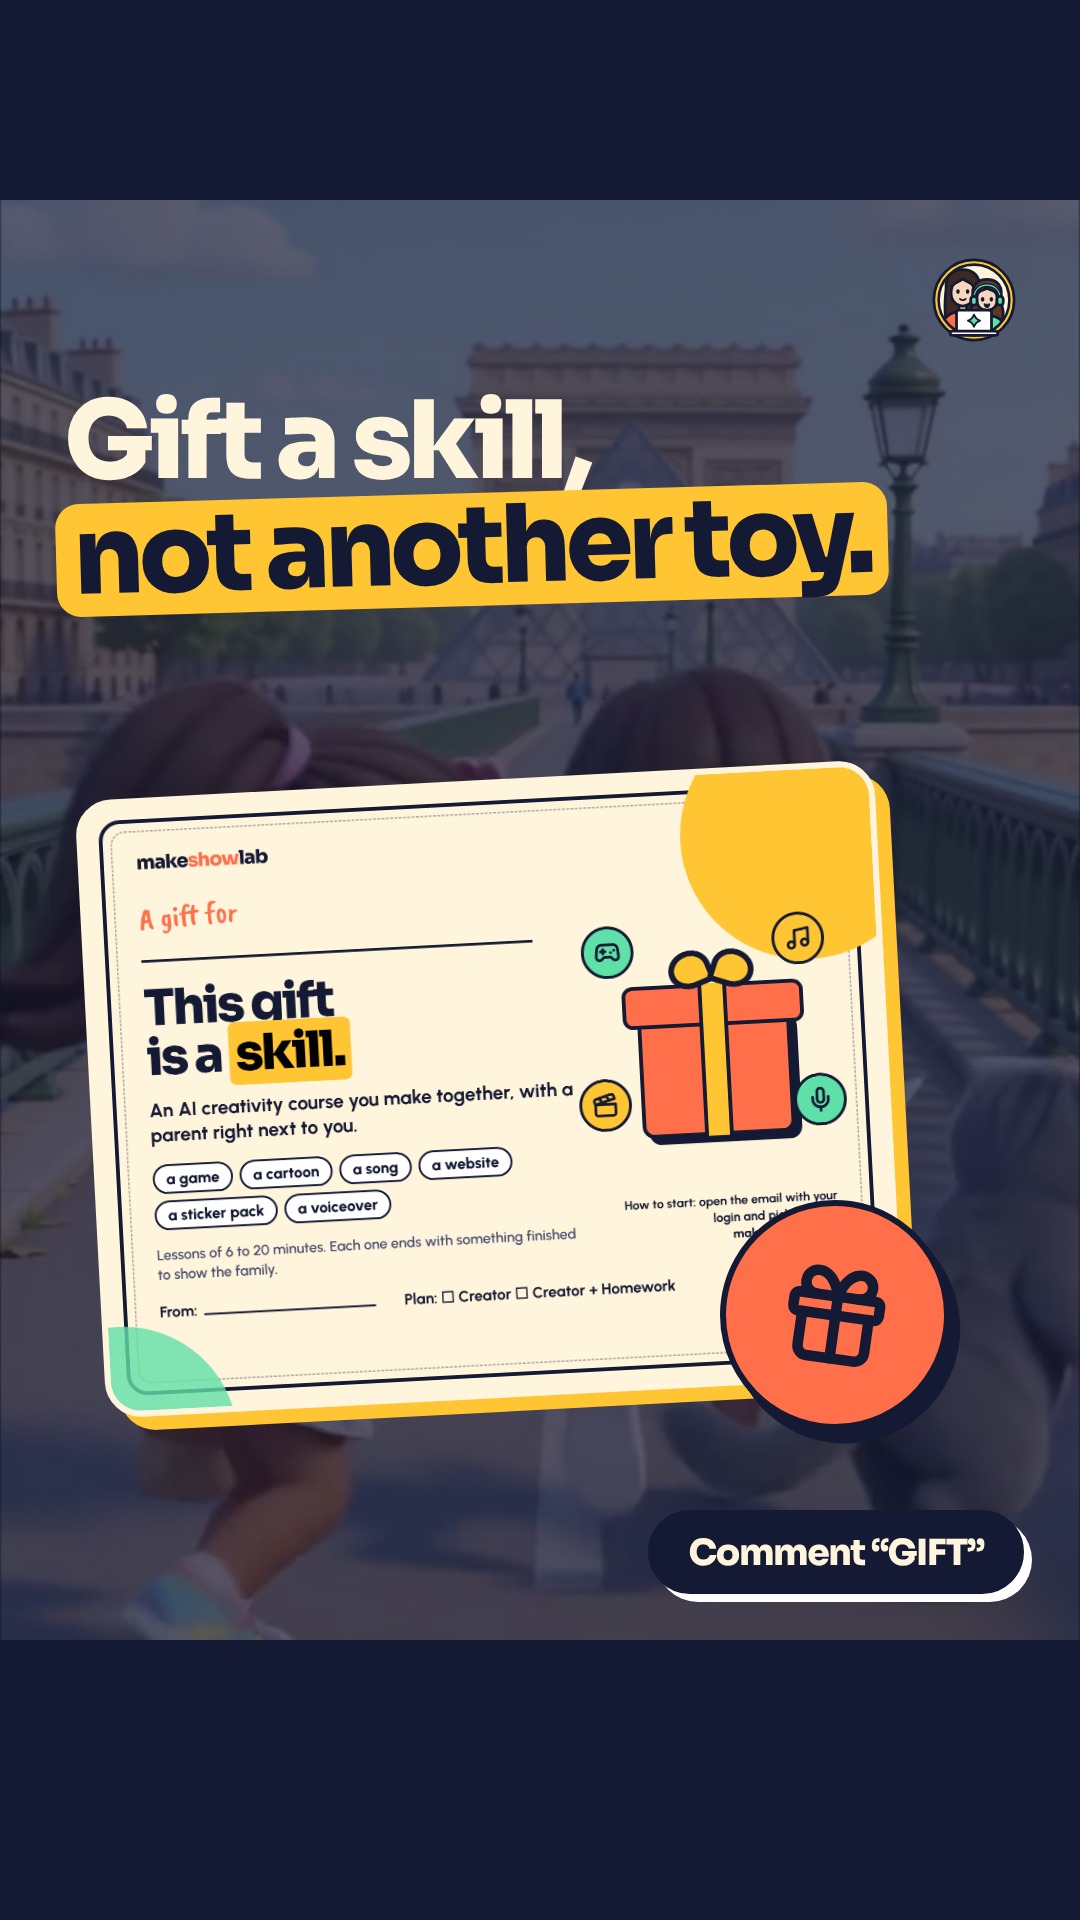 Gift a skill,
not another toy.
makeshowlab
A gift for
This gift
is a skill.
An AI creativity course you make together, with a
parent right next to you.
a game
a cartoon
a song
a website
a sticker pack
a voiceover
Lessons of 6 to 20 minutes. Each one ends with something finished
to show the family.
How to start: open the email with your
login and
From:
Plan: ☐ Creator ☐ Creator + Homework
Comment “GIFT”